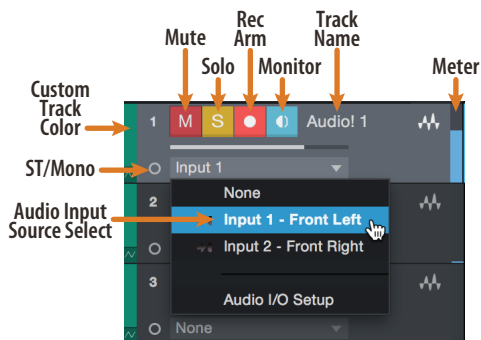 Rec
Arm
Track
Name
Mute
Solo
Monitor
Meter
Custom
Track
Color
1 M S Audio! 1
ST/Mono
Input 1
None
2
Audio Input
Source Select
Input 1 - Front Left
Input 2 - Front Right
3
Audio I/O Setup
None